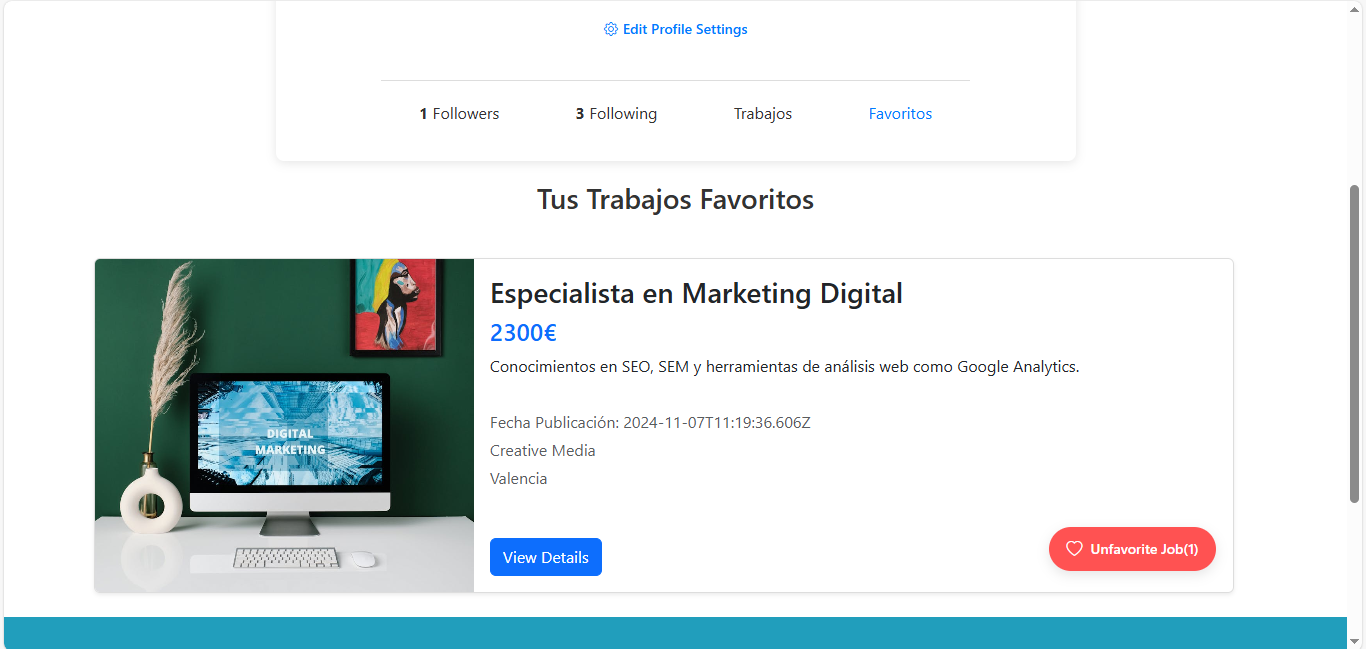 Edit Profile Settings
1 Followers
3 Following
Trabajos
Favoritos
Tus Trabajos Favoritos
DIGITAL
MARKETING
Especialista en Marketing Digital
2300€
Conocimientos en SEO, SEM y herramientas de análisis web como Google Analytics.
Fecha Publicación: 2024-11-07T11:19:36.606Z
Creative Media
Valencia
View Details
Unfavorite Job(1)